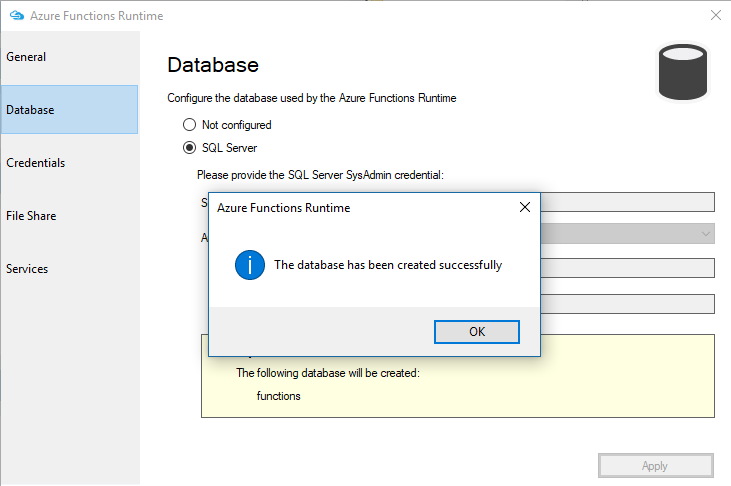 Azure Functions Runtime
General
Database
Credentials
File Share
Services
Database
Configure the database used by the Azure Functions Runtime
Not configured
SQL Server
Please provide the SQL Server SysAdmin credential:
Azure Functions Runtime
The database has been created successfully
OK
The following database will be created:
functions
Apply